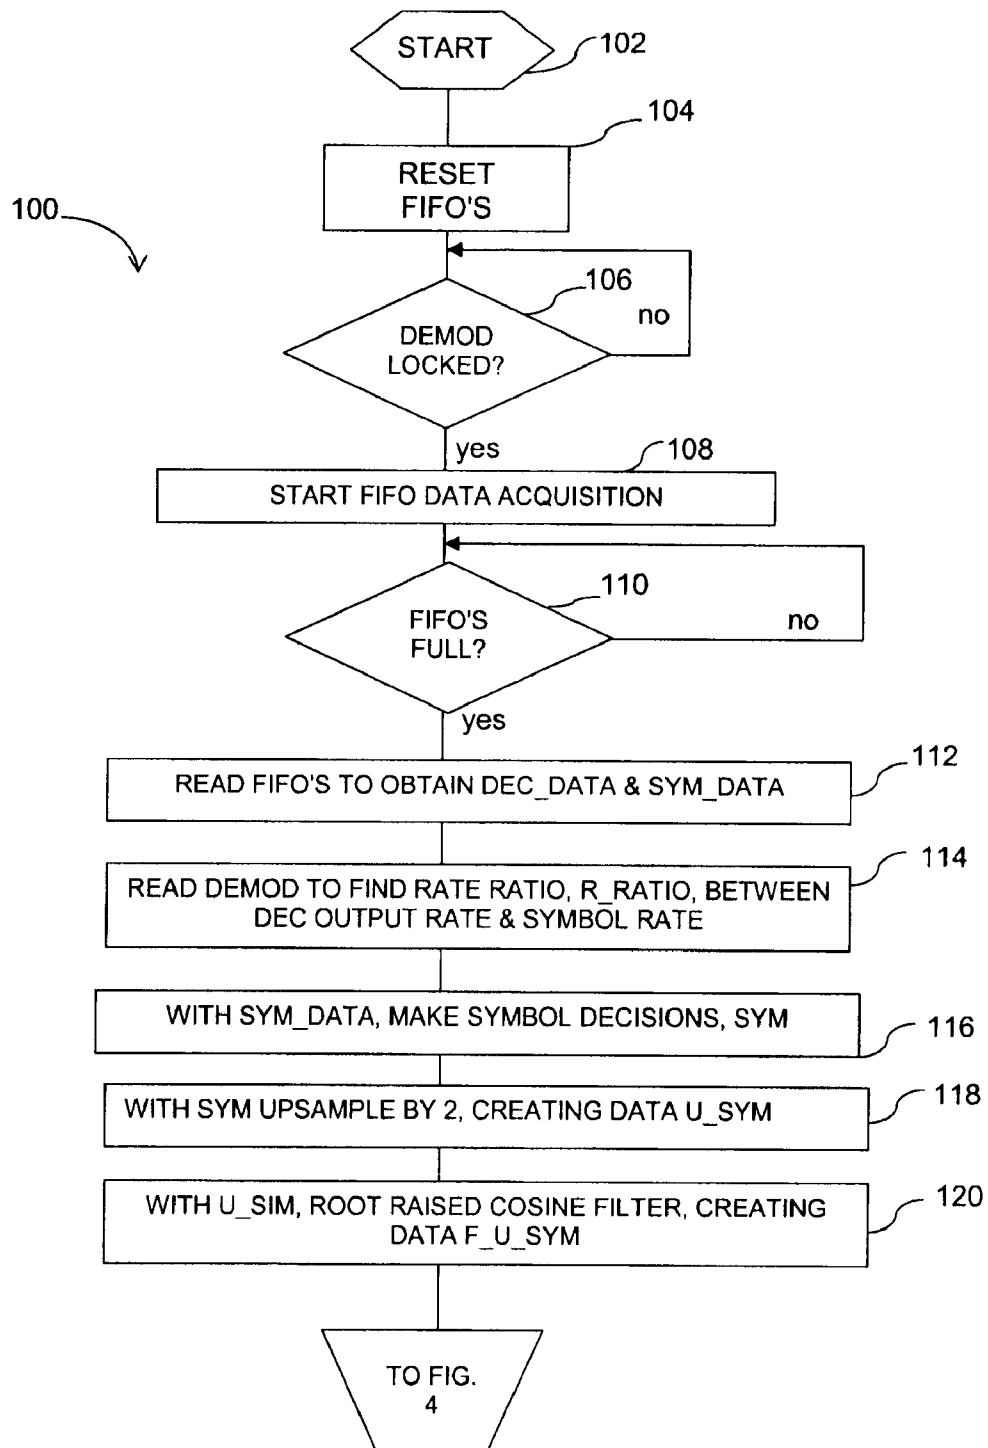 START
102
104
RESET
FIFO'S
100
106
no
DEMOD
LOCKED?
yes
108
START FIFO DATA ACQUISITION
110
FIFO'S
FULL?
no
yes
112
READ FIFO'S TO OBTAIN DEC_DATA & SYM_DATA
114
READ DEMOD TO FIND RATE RATIO, R_RATIO, BETWEEN
DEC OUTPUT RATE & SYMBOL RATE
WITH SYM_DATA, MAKE SYMBOL DECISIONS, SYM
116
WITH SYM UPSAMPLE BY 2, CREATING DATA U_SYM
118
WITH U_SIM, ROOT RAISED COSINE FILTER, CREATING
DATA F_U_SYM
120
TO FIG.
4